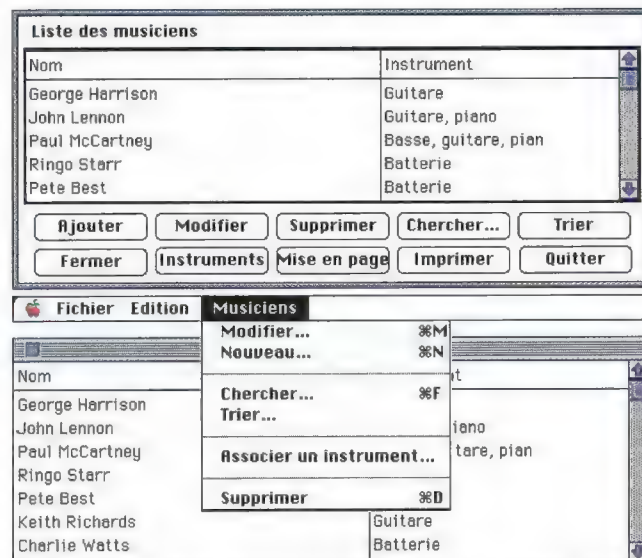 Liste des musiciens
Nom Instrument
George Harrison Guitare
John Lennon Guitare, piano
Paul McCartney Basse, guitare, pian
Ringo Starr Batterie
Pete Best Batterie
Ajouter Modifier Supprimer Chercher... Trier
Fermer Instruments Mise en page Imprimer Quitter
Fichier Edition Musiciens
Modifier... ⌘M
Nouveau... ⌘N
Chercher... ⌘F
Trier...
Associer un instrument...
Supprimer ⌘D
Nom t
George Harrison
John Lennon iano
Paul McCartney tare, pian
Ringo Starr
Pete Best
Keith Richards Guitare
Charlie Watts Batterie